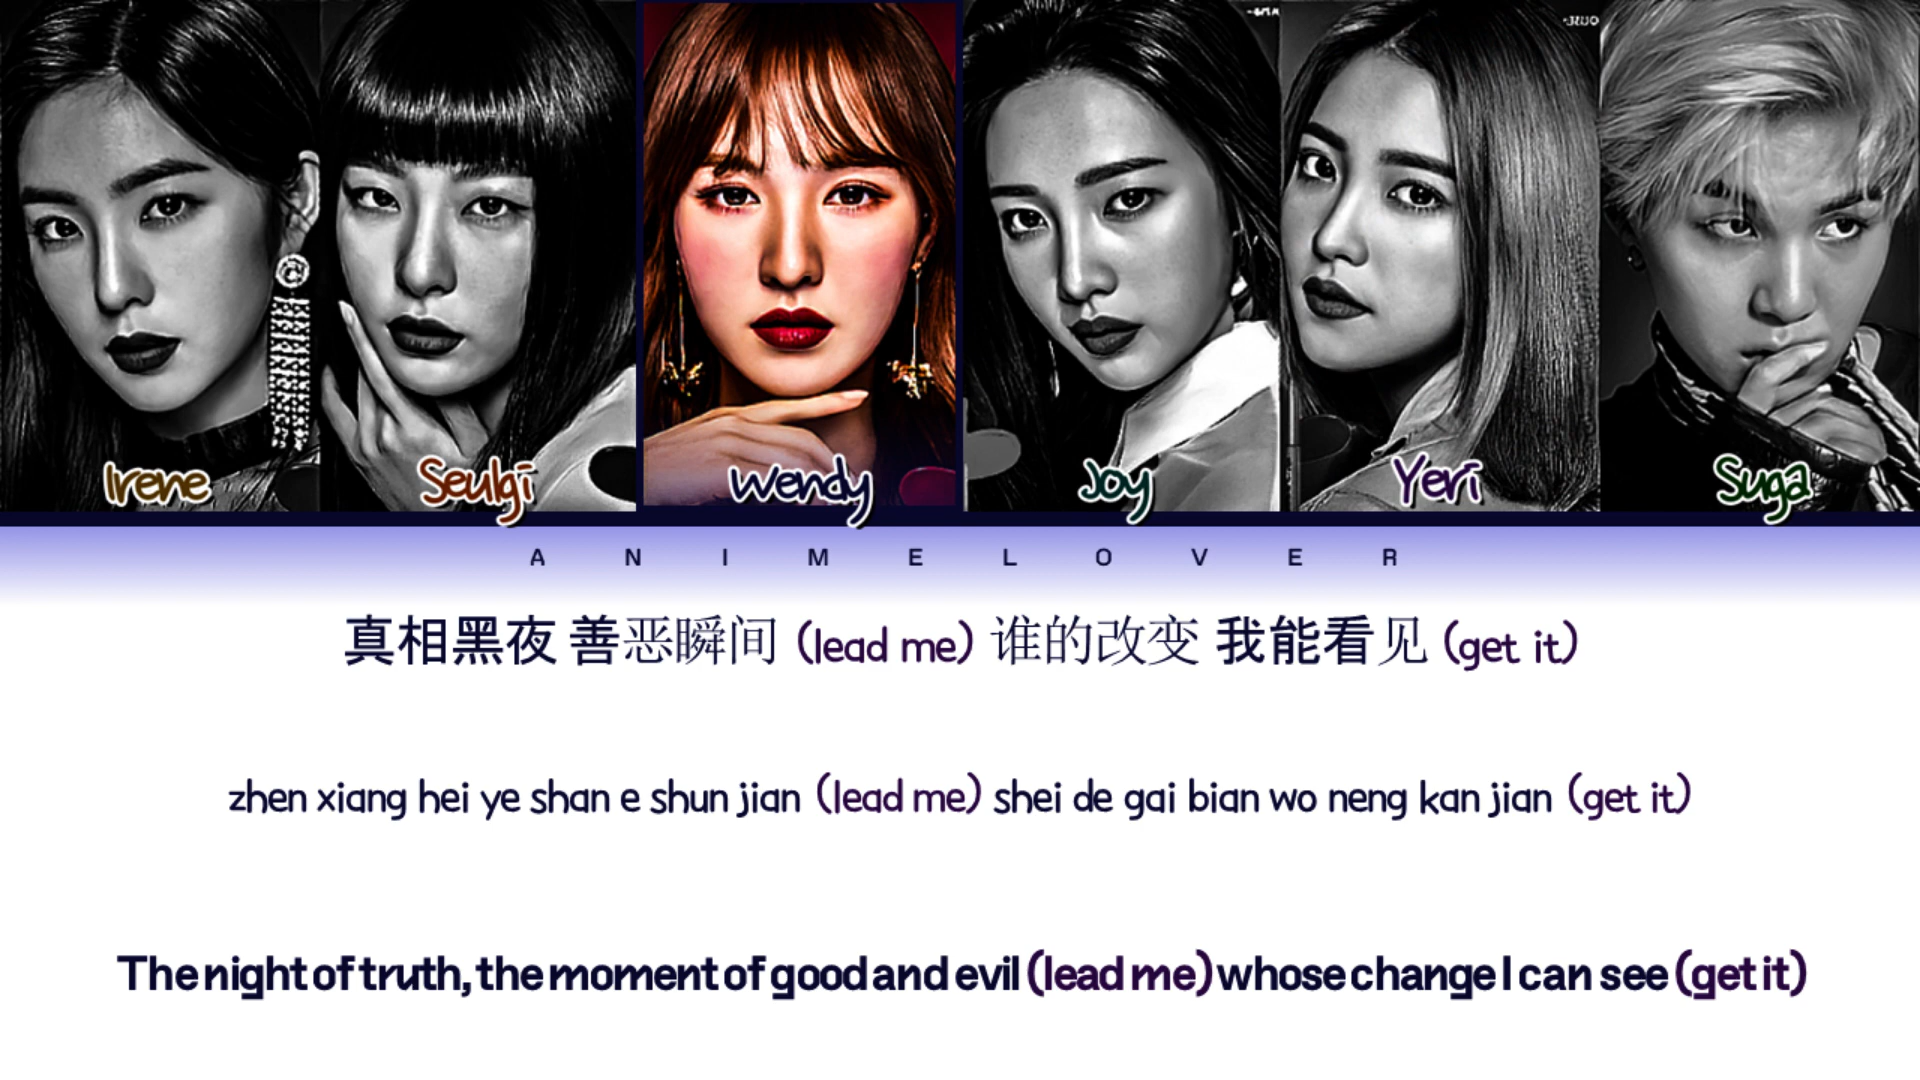 Irene Seulgi Wendy Joy Yeri Suga
ANIMELOVER
真相黑夜 善恶瞬间 (lead me) 谁的改变 我能看见 (get it)
zhen xiang hei ye shan e shun jian (lead me) shei de gai bian wo neng kan jian (get it)
The night of truth, the moment of good and evil (lead me) whose change I can see (get it)